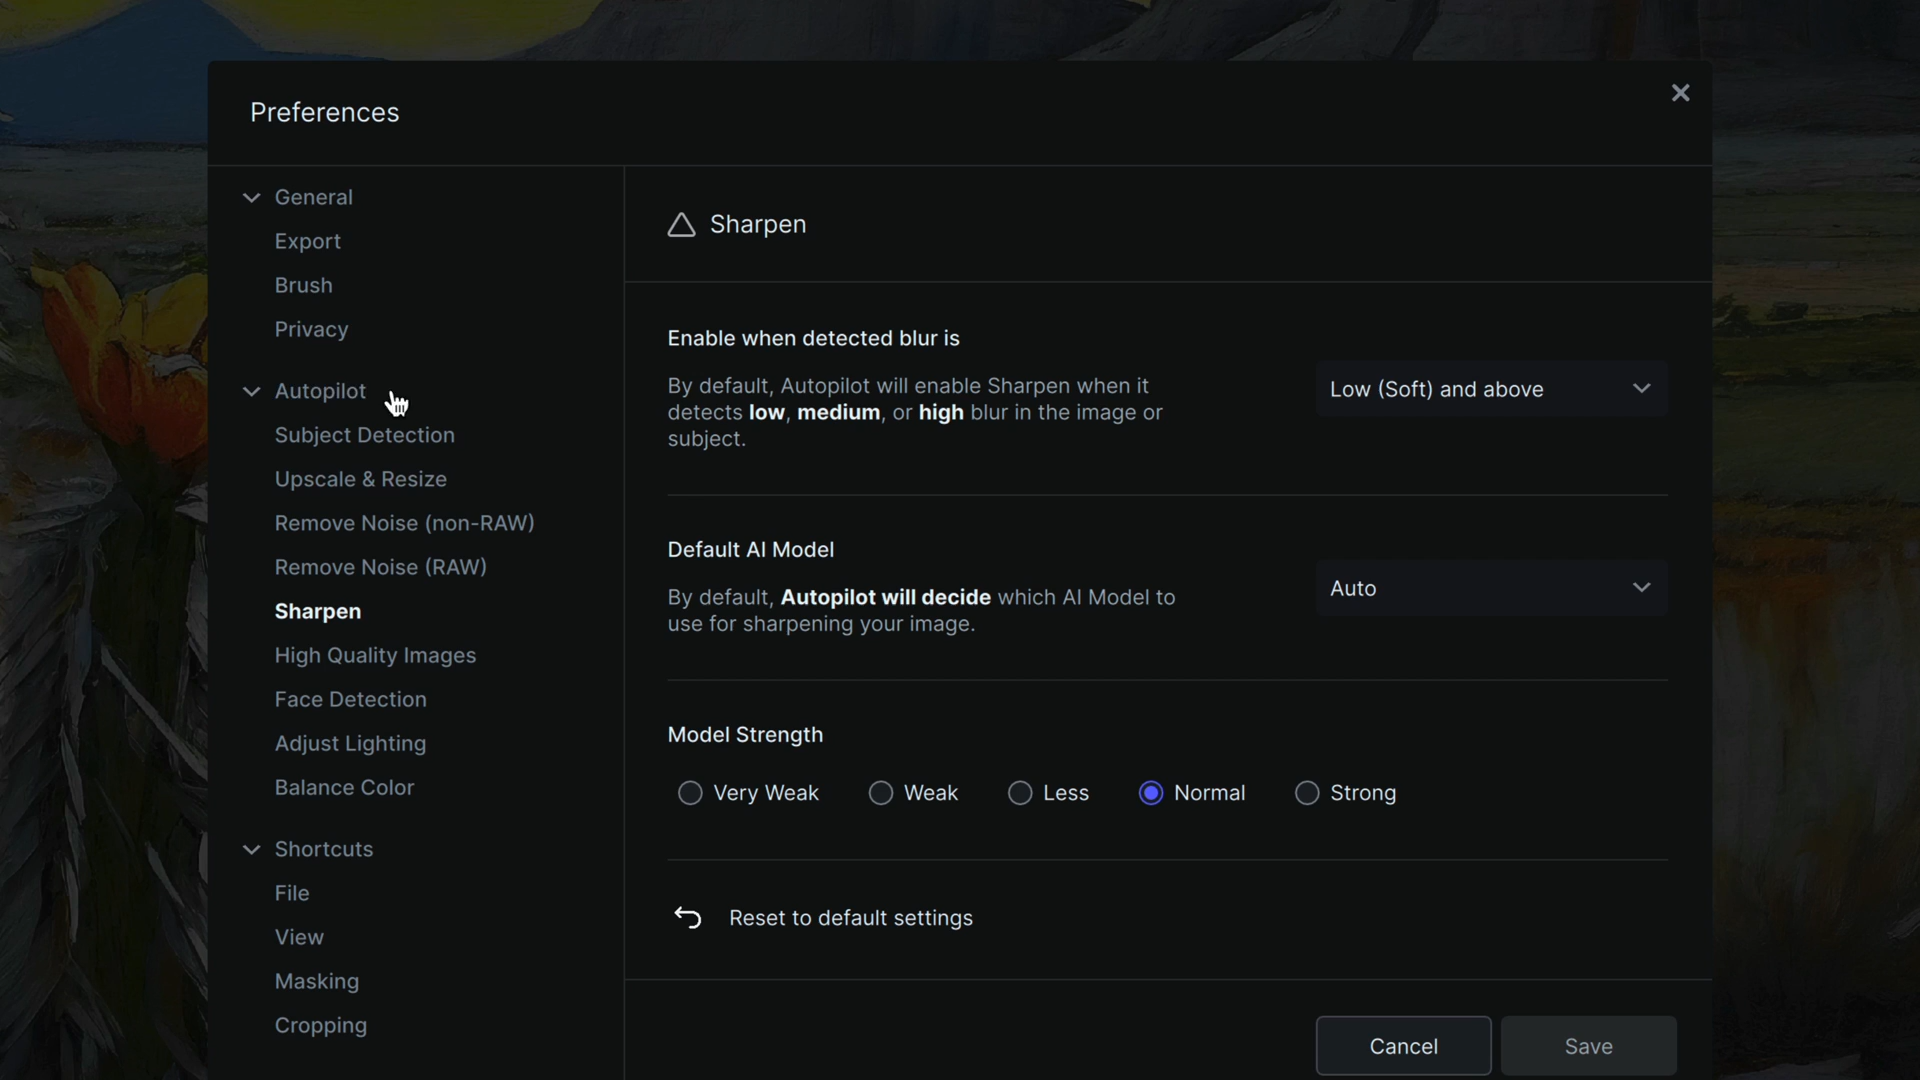 Preferences
General
Export
Brush
Privacy
Autopilot
Subject Detection
Upscale & Resize
Remove Noise (non-RAW)
Remove Noise (RAW)
Sharpen
High Quality Images
Face Detection
Adjust Lighting
Balance Color
Shortcuts
File
View
Masking
Cropping
Sharpen
Enable when detected blur is
By default, Autopilot will enable Sharpen when it
detects low, medium, or high blur in the image or
subject.
Low (Soft) and above
Default AI Model
By default, Autopilot will decide which AI Model to
use for sharpening your image.
Auto
Model Strength
Very Weak Weak Less Normal Strong
Reset to default settings
Cancel Save